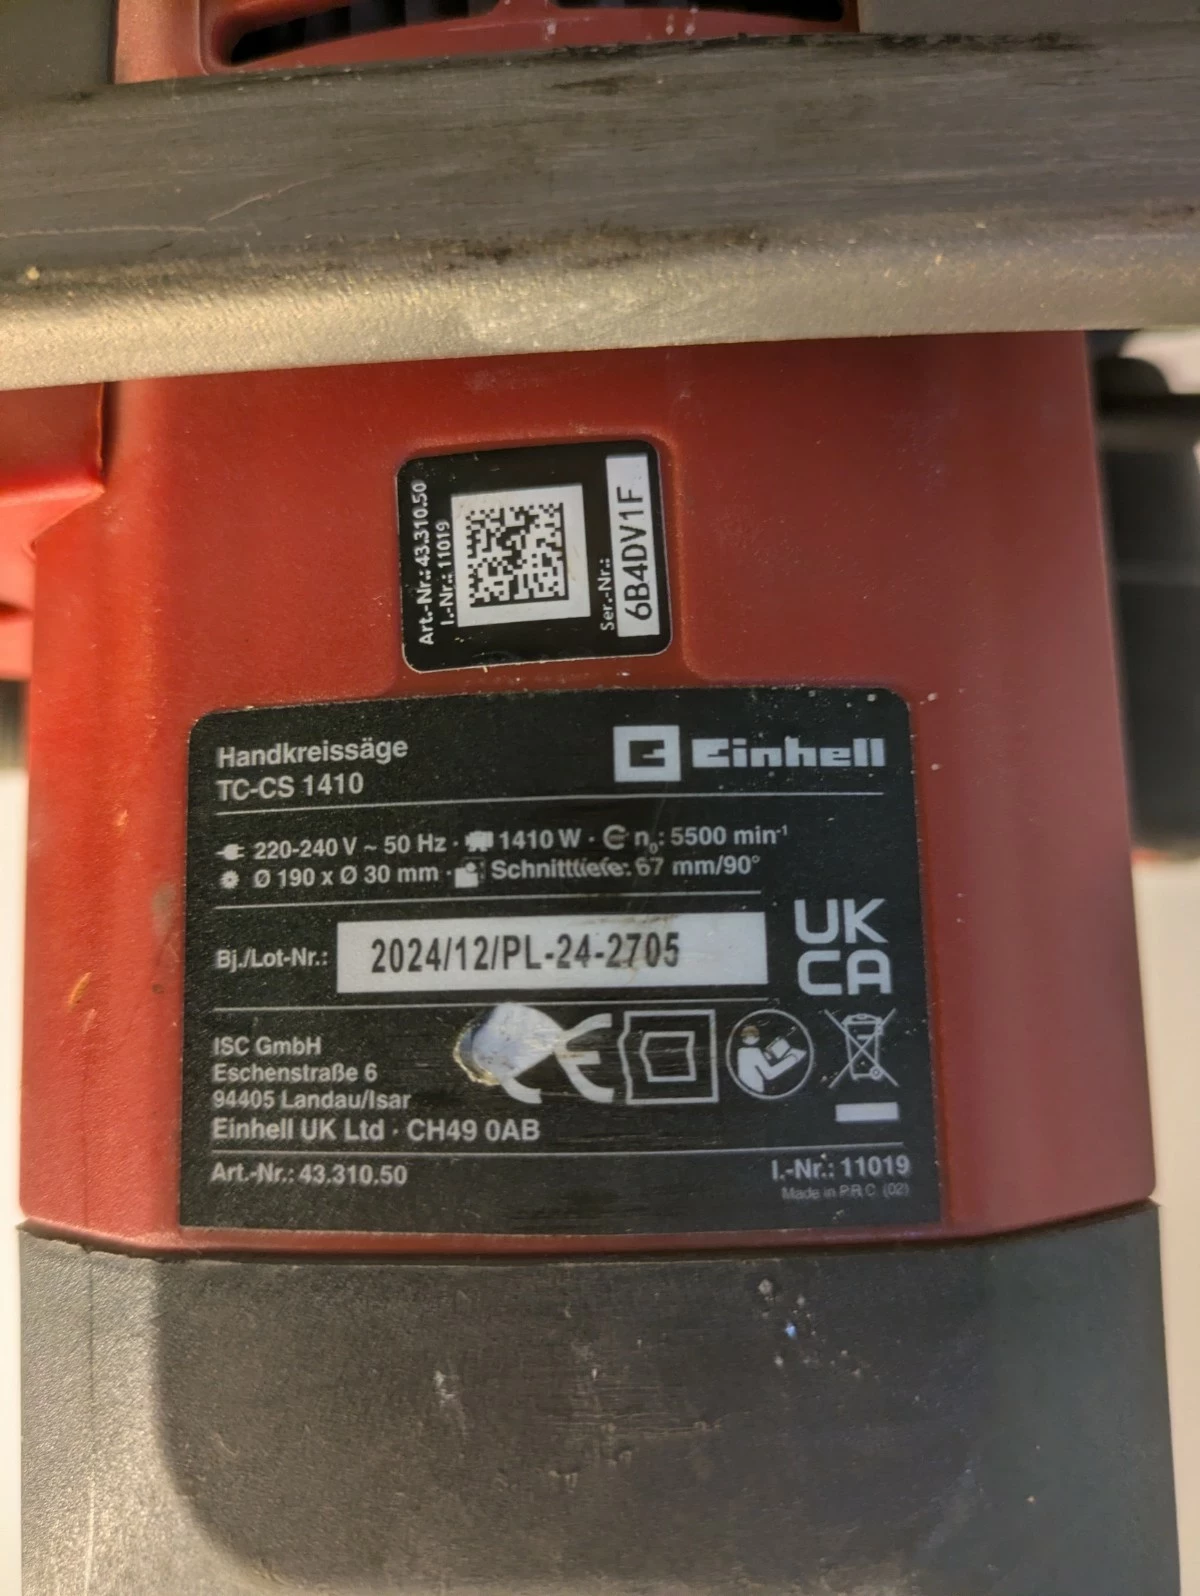 Art.-Nr.: 43.310.50
I.-Nr.: 11019
Ser.-Nr.:
6B4DV1F
Handkreissäge
TC-CS 1410
Einhell
220-240 V ~ 50 Hz · 1410 W · n₀: 5500 min⁻¹
Ø 190 x Ø 30 mm · Schnitttiefe: 67 mm/90°
Bj./Lot-Nr.: 2024/12/PL-24-2705
UK
CA
CE
ISC GmbH
Eschenstraße 6
94405 Landau/Isar
Einhell UK Ltd · CH49 0AB
Art.-Nr.: 43.310.50
I.-Nr.: 11019
Made in P.R.C. (02)